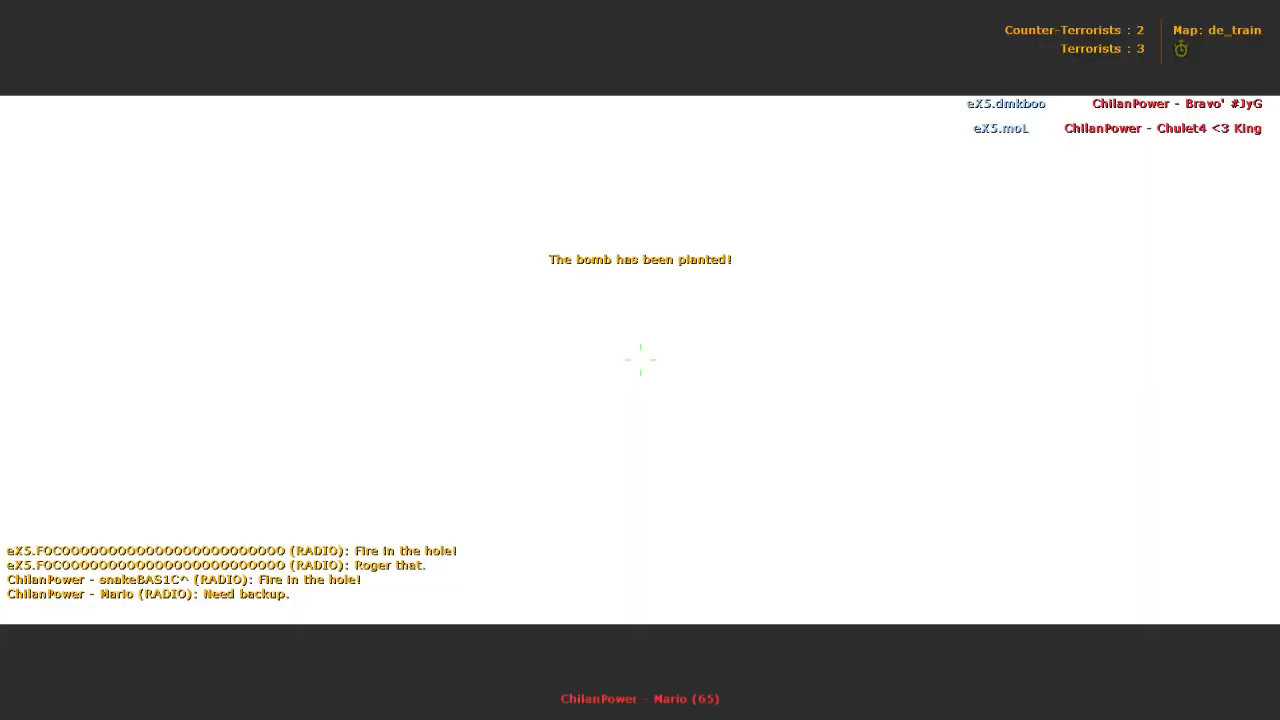 Counter-Terrorists : 2
Terrorists : 3
Map: de_train
eX5.dmkboo ChilanPower - Bravo' #JyG
eX5.moL ChilanPower - Chulet4 <3 King
The bomb has been planted!
eX5.FOCOOOOOOOOOOOOOOOOOOOOOOOO (RADIO): Fire in the hole!
eX5.FOCOOOOOOOOOOOOOOOOOOOOOOOO (RADIO): Roger that.
ChilanPower - snakeBAS1C^ (RADIO): Fire in the hole!
ChilanPower - Mario (RADIO): Need backup.
ChilanPower - Mario (65)